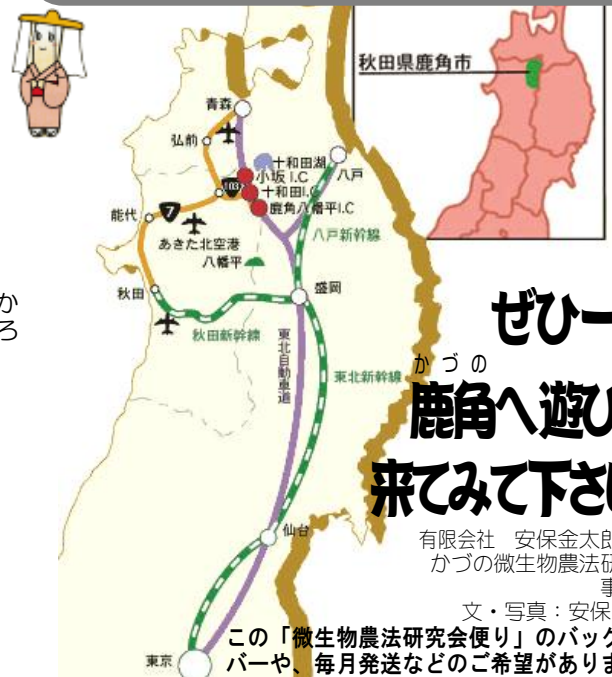 秋田県鹿角市
青森
弘前
十和田湖
小坂 I.C
八戸
103
十和田I.C
鹿角八幡平I.C
能代
7
あきた北空港
八戸新幹線
八幡平
盛岡
秋田
秋田新幹線
東北自動車道
東北新幹線
仙台
東京
か
ろ
ぜひ一
かづの
鹿角へ遊び
来てみて下さい
有限会社 安保金太郎
かづの微生物農法研
事
文・写真：安保
この「微生物農法研究会便り」のバック
バーや、毎月発送などのご希望がありま